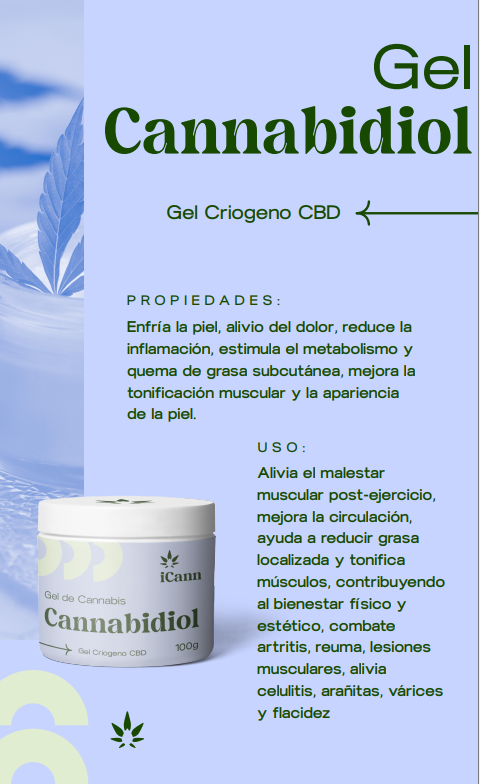 Gel
Cannabidiol
Gel Criogeno CBD
PROPIEDADES:
Enfría la piel, alivio del dolor, reduce la
inflamación, estimula el metabolismo y
quema de grasa subcutánea, mejora la
tonificación muscular y la apariencia
de la piel.
USO:
Alivia el malestar
muscular post-ejercicio,
mejora la circulación,
ayuda a reducir grasa
localizada y tonifica
músculos, contribuyendo
al bienestar físico y
estético, combate
artritis, reuma, lesiones
musculares, alivia
celulitis, arañitas, várices
y flacidez
iCann
Gel de Cannabis
Cannabidiol
Gel Criogeno CBD
100g